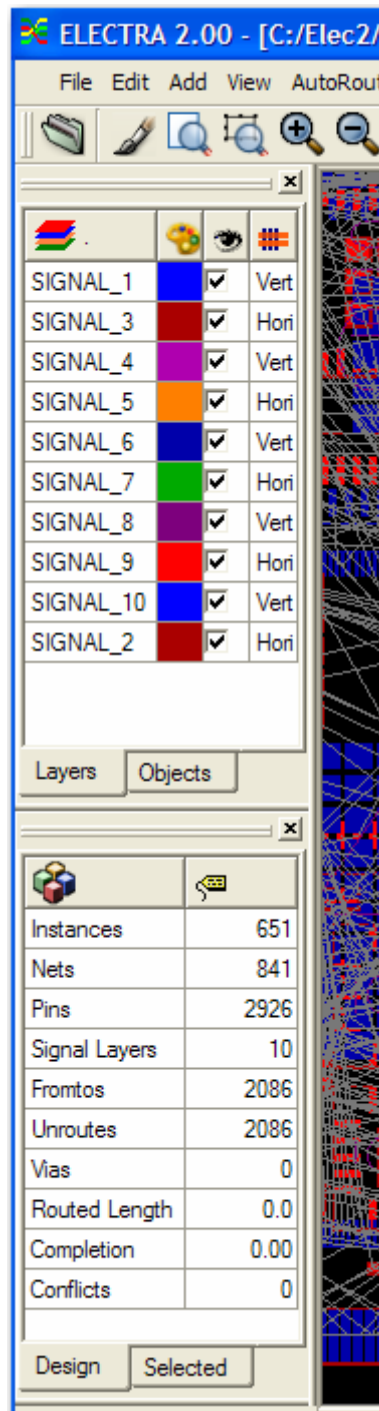 ELECTRA 2.00 - [C:/Elec2/
File Edit Add View AutoRout
SIGNAL_1 Vert
SIGNAL_3 Hori
SIGNAL_4 Vert
SIGNAL_5 Hori
SIGNAL_6 Vert
SIGNAL_7 Hori
SIGNAL_8 Vert
SIGNAL_9 Hori
SIGNAL_10 Vert
SIGNAL_2 Hori
Layers Objects
Instances 651
Nets 841
Pins 2926
Signal Layers 10
Fromtos 2086
Unroutes 2086
Vias 0
Routed Length 0.0
Completion 0.00
Conflicts 0
Design Selected